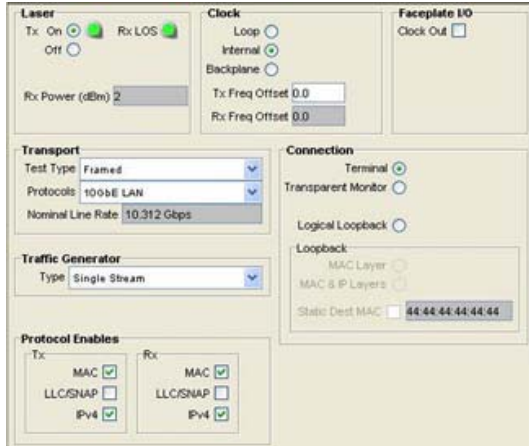 Laser
Tx On
Rx LOS
Off
Rx Power (dBm) 2
Clock
Loop
Internal
Backplane
Tx Freq Offset 0.0
Rx Freq Offset 0.0
Faceplate I/O
Clock Out
Transport
Test Type Framed
Protocols 10GbE LAN
Nominal Line Rate 10.312 Gbps
Connection
Terminal
Transparent Monitor
Logical Loopback
Loopback
MAC Layer
MAC & IP Layers
Static Dest MAC 44:44:44:44:44:44
Traffic Generator
Type Single Stream
Protocol Enables
Tx
MAC
LLC/SNAP
IPv4
Rx
MAC
LLC/SNAP
IPv4